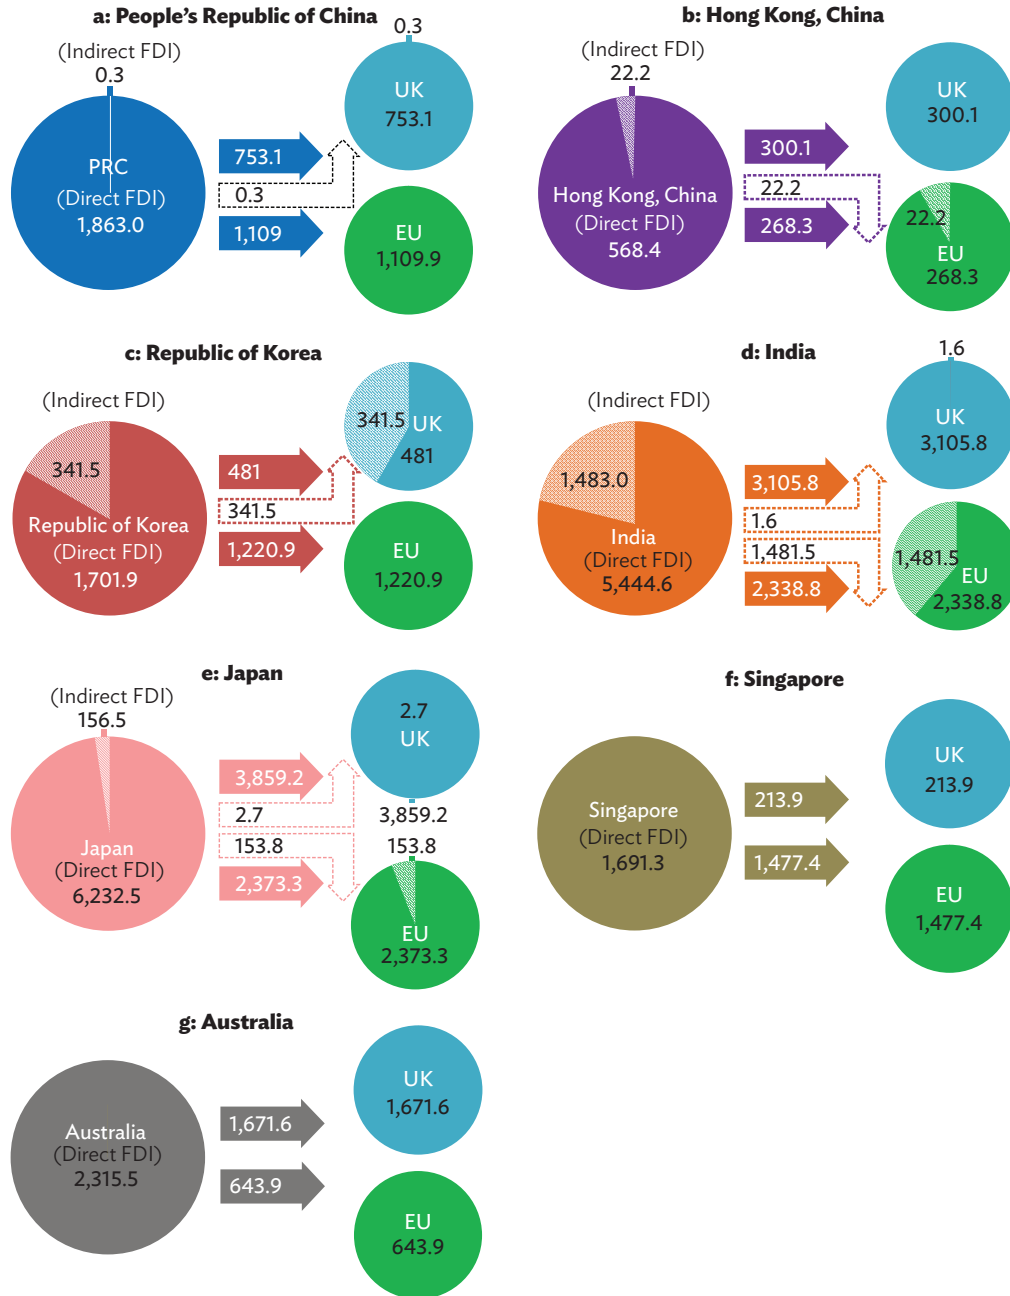 a: People's Republic of China
(Indirect FDI)
0.3
PRC
(Direct FDI)
1,863.0
753.1
0.3
1,109
0.3
UK
753.1
EU
1,109.9
b: Hong Kong, China
(Indirect FDI)
22.2
Hong Kong, China
(Direct FDI)
568.4
300.1
22.2
268.3
UK
300.1
22.2
EU
268.3
c: Republic of Korea
(Indirect FDI)
341.5
Republic of Korea
(Direct FDI)
1,701.9
481
341.5
1,220.9
341.5
UK
481
EU
1,220.9
d: India
(Indirect FDI)
1,483.0
India
(Direct FDI)
5,444.6
3,105.8
1.6
1,481.5
2,338.8
1.6
UK
3,105.8
1,481.5
EU
2,338.8
e: Japan
(Indirect FDI)
156.5
Japan
(Direct FDI)
6,232.5
3,859.2
2.7
153.8
2,373.3
2.7
UK
3,859.2
153.8
EU
2,373.3
f: Singapore
Singapore
(Direct FDI)
1,691.3
213.9
1,477.4
UK
213.9
EU
1,477.4
g: Australia
Australia
(Direct FDI)
2,315.5
1,671.6
643.9
UK
1,671.6
EU
643.9